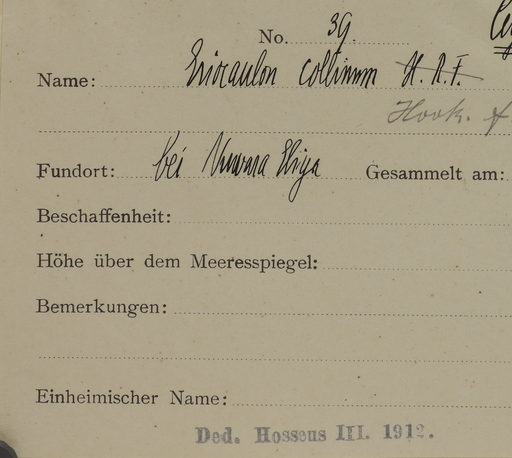 No. 39.
Name: Eriocaulon collinum H. R. F.
Hook. f
Fundort: bei Nuwara Eliya Gesammelt am:
Beschaffenheit:
Höhe über dem Meeresspiegel:
Bemerkungen:
Einheimischer Name:
Ded. Hosseus III. 1912.